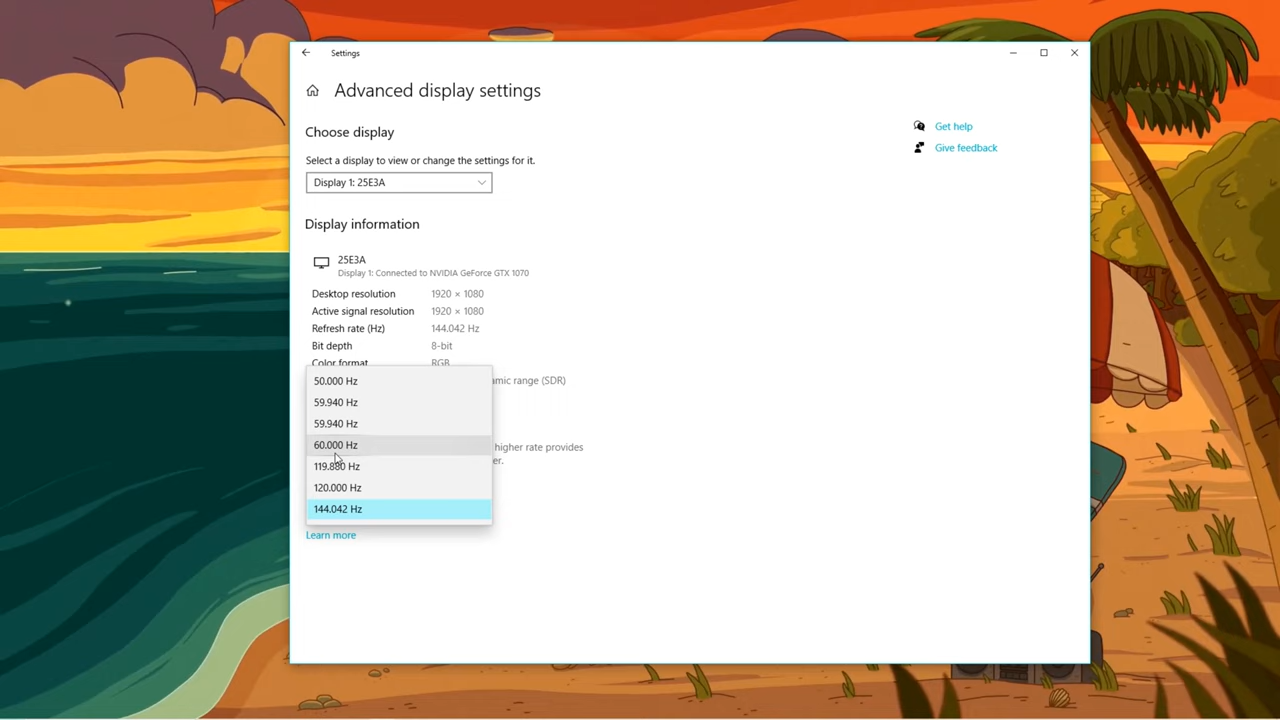 Settings
Advanced display settings
Choose display
Get help
Select a display to view or change the settings for it.
Give feedback
Display 1: 25E3A
Display information
25E3A
Display 1: Connected to NVIDIA GeForce GTX 1070
Desktop resolution 1920 × 1080
Active signal resolution 1920 × 1080
Refresh rate (Hz) 144.042 Hz
Bit depth 8-bit
Color format RGB
50.000 Hz
amic range (SDR)
59.940 Hz
59.940 Hz
60.000 Hz
higher rate provides
er.
119.880 Hz
120.000 Hz
144.042 Hz
Learn more